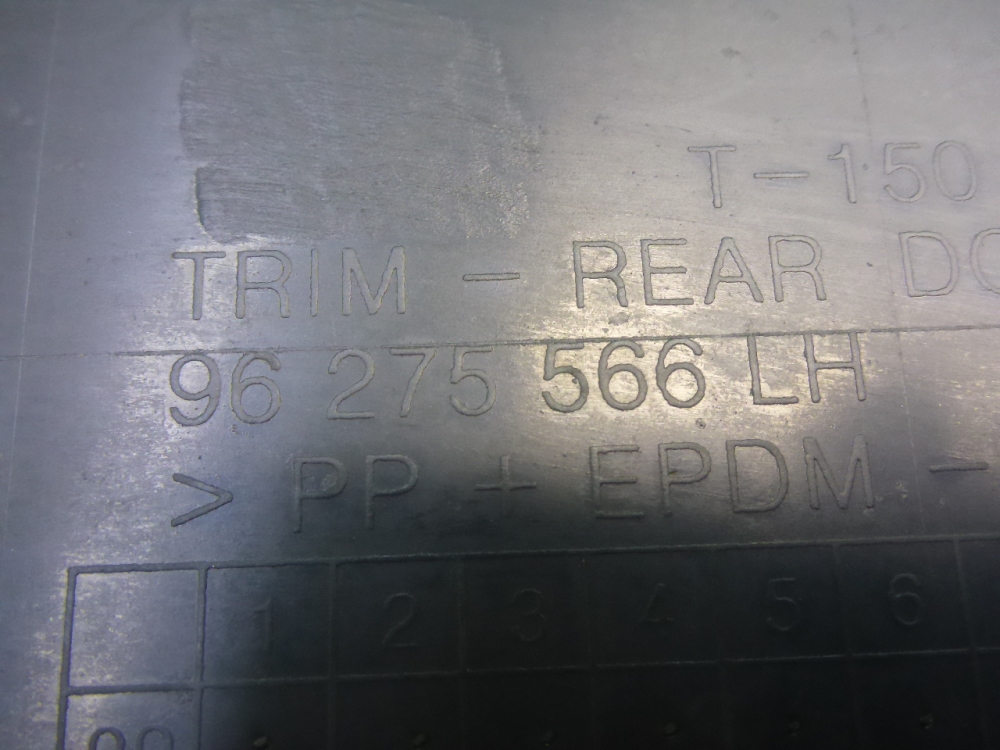 T-150
TRIM - REAR
96 275 566 LH
> PP + EPDM -
1 2 3 4 5 6